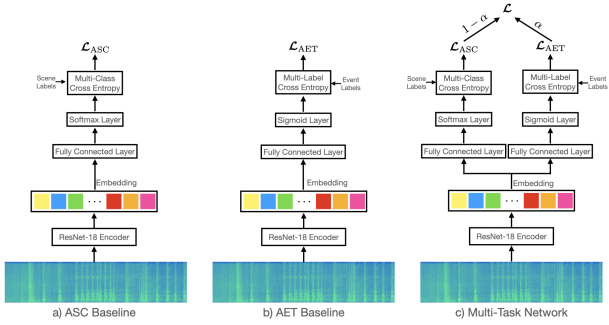 ℒ
1 − α
α
ℒ_ASC
ℒ_AET
ℒ_ASC
ℒ_AET
Scene
Labels
Multi-Class
Cross Entropy
Multi-Label
Cross Entropy
Event
Labels
Scene
Labels
Multi-Class
Cross Entropy
Multi-Label
Cross Entropy
Event
Labels
Softmax Layer
Sigmoid Layer
Softmax Layer
Sigmoid Layer
Fully Connected Layer
Fully Connected Layer
Fully Connected Layer
Fully Connected Layer
Embedding
Embedding
Embedding
...
...
...
ResNet-18 Encoder
ResNet-18 Encoder
ResNet-18 Encoder
a) ASC Baseline
b) AET Baseline
c) Multi-Task Network